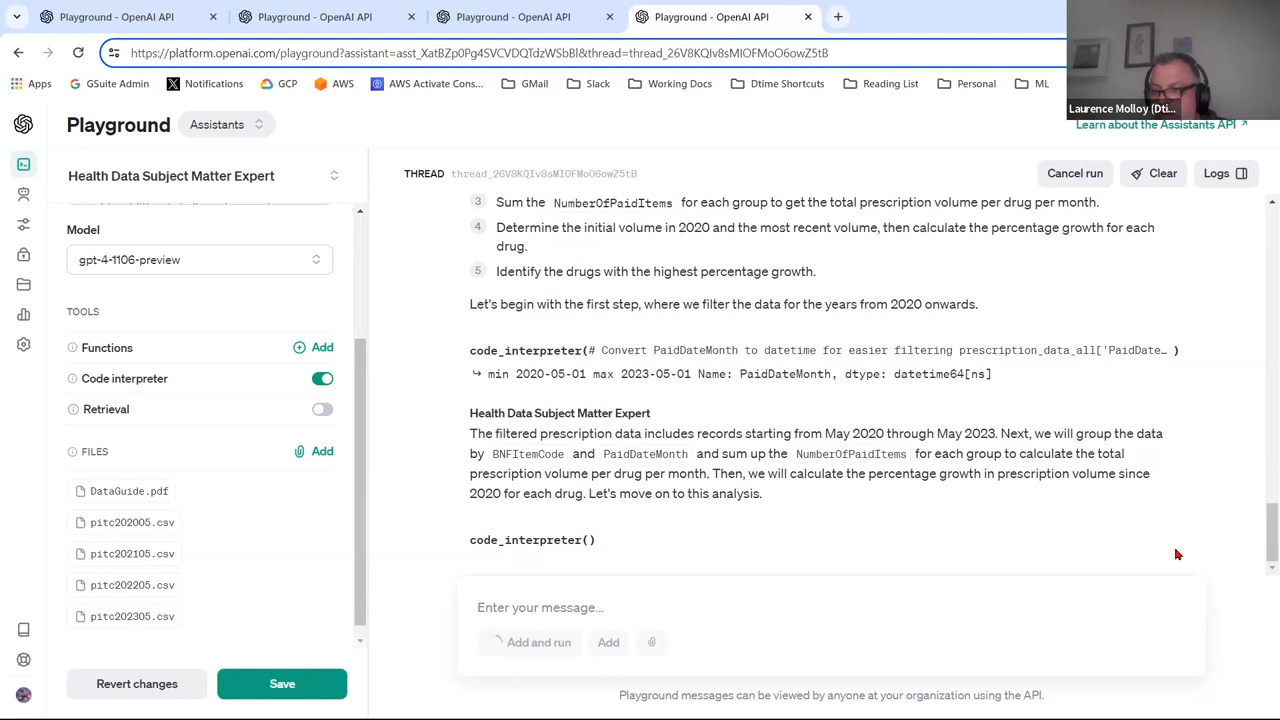 Playground - OpenAI API
Playground - OpenAI API
Playground - OpenAI API
Playground - OpenAI API
https://platform.openai.com/playground?assistant=asst_XatBZp0Pg4SVCVDQTdzWSbBl&thread=thread_26V8KQIv8sMIOFMoO6owZ5tB
Apps
GSuite Admin
Notifications
GCP
AWS
AWS Activate Cons...
GMail
Slack
Working Docs
Dtime Shortcuts
Reading List
Personal
ML
Laurence Molloy (Dti...
Playground
Assistants
Learn about the Assistants API
Health Data Subject Matter Expert
Model
gpt-4-1106-preview
TOOLS
Functions
Add
Code interpreter
Retrieval
FILES
Add
DataGuide.pdf
pitc202005.csv
pitc202105.csv
pitc202205.csv
pitc202305.csv
Revert changes
Save
THREAD thread_26V8KQIv8sMIOFMoO6owZ5tB
Cancel run
Clear
Logs
3 Sum the NumberOfPaidItems for each group to get the total prescription volume per drug per month.
4 Determine the initial volume in 2020 and the most recent volume, then calculate the percentage growth for each
drug.
5 Identify the drugs with the highest percentage growth.
Let's begin with the first step, where we filter the data for the years from 2020 onwards.
code_interpreter(# Convert PaidDateMonth to datetime for easier filtering prescription_data_all['PaidDate… )
↪ min 2020-05-01 max 2023-05-01 Name: PaidDateMonth, dtype: datetime64[ns]
Health Data Subject Matter Expert
The filtered prescription data includes records starting from May 2020 through May 2023. Next, we will group the data
by BNFItemCode and PaidDateMonth and sum up the NumberOfPaidItems for each group to calculate the total
prescription volume per drug per month. Then, we will calculate the percentage growth in prescription volume since
2020 for each drug. Let's move on to this analysis.
code_interpreter()
Enter your message...
Add and run
Add
Playground messages can be viewed by anyone at your organization using the API.